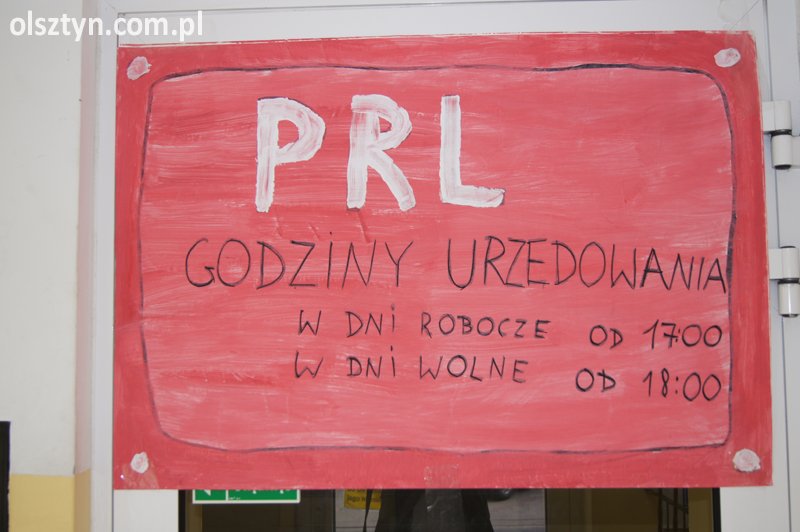 olsztyn.com.pl
PRL
GODZINY URZEDOWANIA
W DNI ROBOCZE OD 17:00
W DNI WOLNE OD 18:00